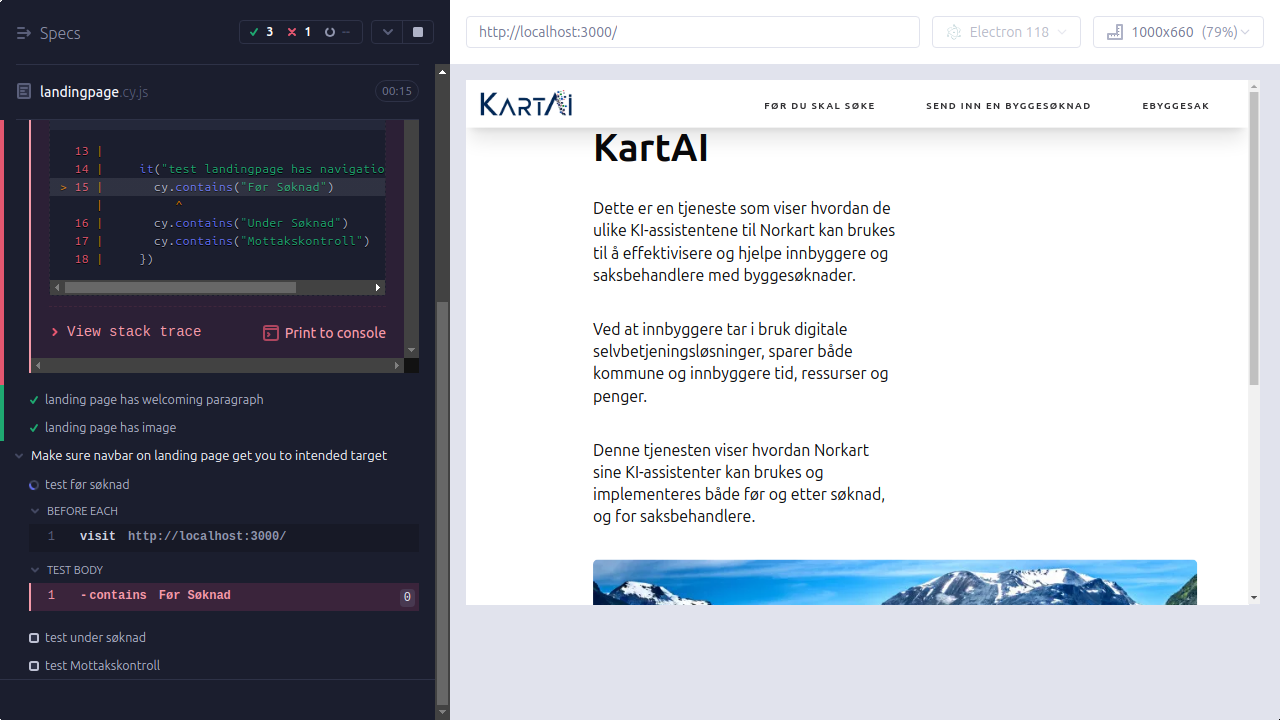 Specs
3 1 --
landingpage.cy.js
00:15
13 |
14 | it("test landingpage has navigatio
> 15 | cy.contains("Før Søknad")
| ^
16 | cy.contains("Under Søknad")
17 | cy.contains("Mottakskontroll")
18 | })
View stack trace
Print to console
landing page has welcoming paragraph
landing page has image
Make sure navbar on landing page get you to intended target
test før søknad
BEFORE EACH
1 visit http://localhost:3000/
TEST BODY
1 -contains Før Søknad 0
test under søknad
test Mottakskontroll
http://localhost:3000/
Electron 118
1000x660 (79%)
KARTAI
FØR DU SKAL SØKE
SEND INN EN BYGGESØKNAD
EBYGGESAK
KartAI
Dette er en tjeneste som viser hvordan de
ulike KI-assistentene til Norkart kan brukes
til å effektivisere og hjelpe innbyggere og
saksbehandlere med byggesøknader.
Ved at innbyggere tar i bruk digitale
selvbetjeningsløsninger, sparer både
kommune og innbyggere tid, ressurser og
penger.
Denne tjenesten viser hvordan Norkart
sine KI-assistenter kan brukes og
implementeres både før og etter søknad,
og for saksbehandlere.